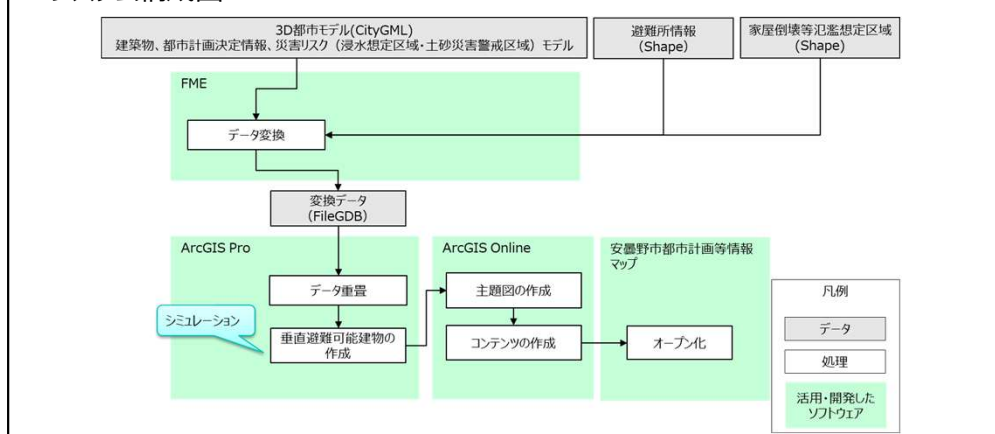 3D都市モデル(CityGML)
建築物、都市計画決定情報、災害リスク（浸水想定区域・土砂災害警戒区域）モデル
避難所情報
(Shape)
家屋倒壊等氾濫想定区域
(Shape)
FME
データ変換
変換データ
(FileGDB)
ArcGIS Pro
データ重畳
シミュレーション
垂直避難可能建物の
作成
ArcGIS Online
主題図の作成
コンテンツの作成
安曇野市都市計画等情報
マップ
オープン化
凡例
データ
処理
活用・開発した
ソフトウェア